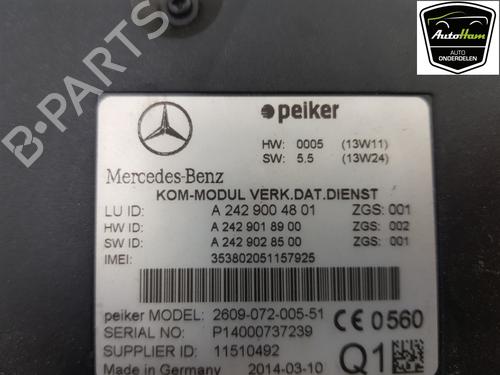 AutoHam
AUTO
ONDERDELEN
B-PARTS
peiker
HW: 0005 (13W11)
SW: 5.5 (13W24)
Mercedes-Benz
KOM-MODUL VERK.DAT.DIENST
LU ID: A 242 900 48 01 ZGS: 001
HW ID: A 242 901 89 00 ZGS: 002
SW ID: A 242 902 85 00 ZGS: 001
IMEI: 353802051157925
peiker MODEL: 2609-072-005-51
SERIAL NO: P14000737239
CE 0560
SUPPLIER ID: 11510492
Q1
Made in Germany 2014-03-10